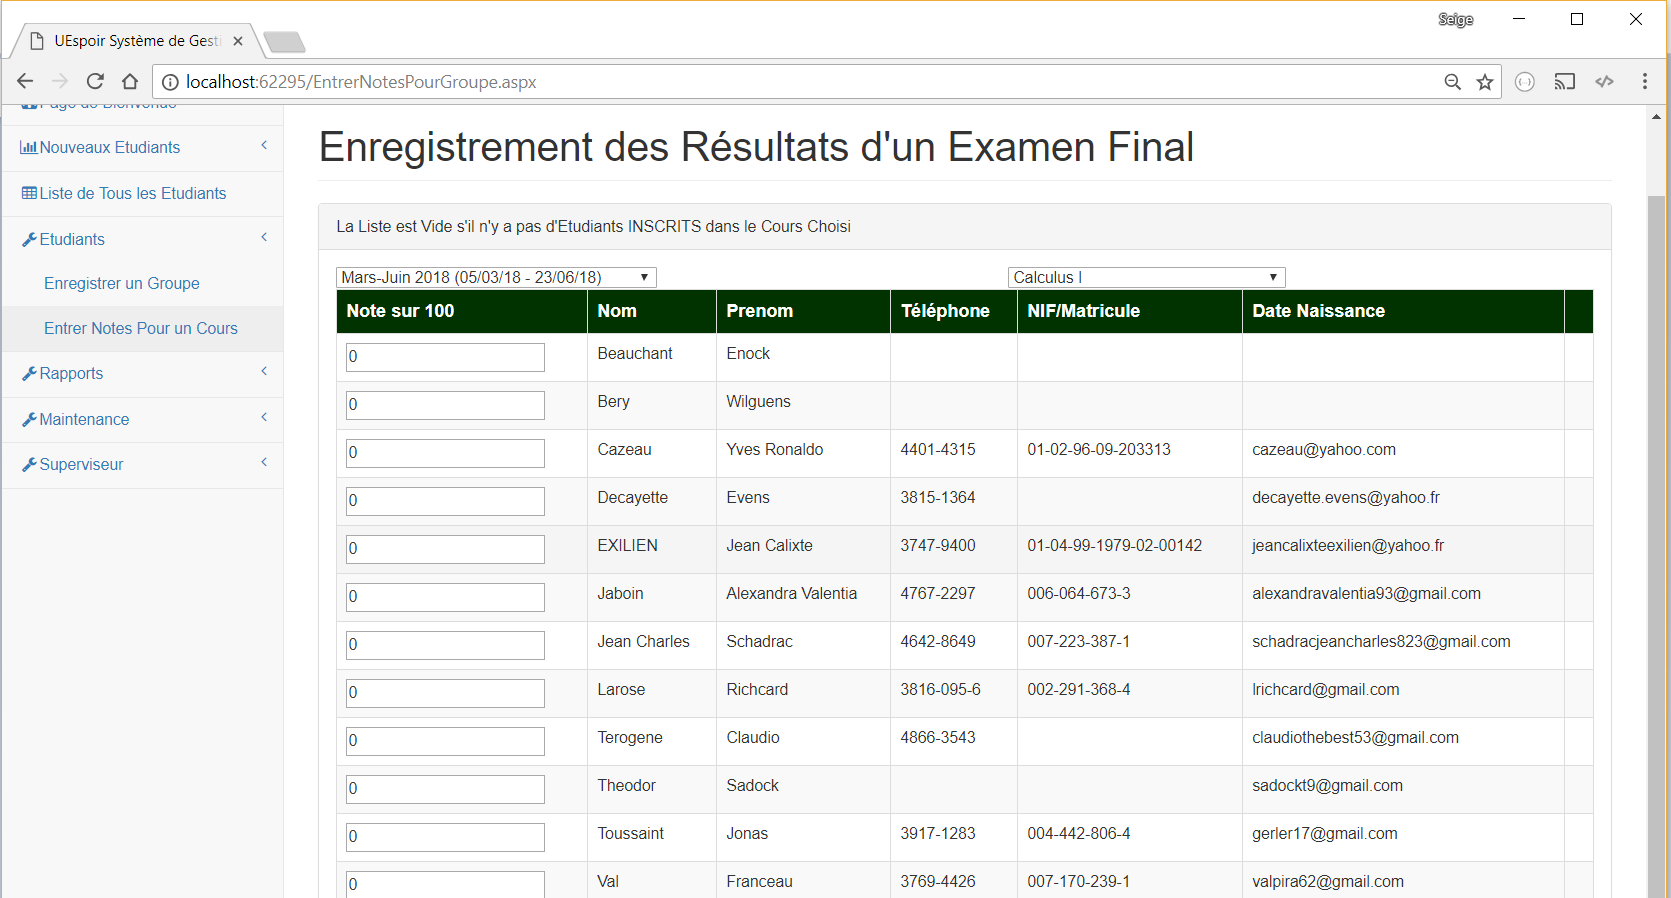 Seige
UEspoir Système de Gesti
localhost:62295/EntrerNotesPourGroupe.aspx
Page de Bienvenue
Nouveaux Etudiants
Liste de Tous les Etudiants
Etudiants
Enregistrer un Groupe
Entrer Notes Pour un Cours
Rapports
Maintenance
Superviseur
Enregistrement des Résultats d'un Examen Final
La Liste est Vide s'il n'y a pas d'Etudiants INSCRITS dans le Cours Choisi
Mars-Juin 2018 (05/03/18 - 23/06/18) Calculus I
Note sur 100 Nom Prenom Téléphone NIF/Matricule Date Naissance
0 Beauchant Enock
0 Bery Wilguens
0 Cazeau Yves Ronaldo 4401-4315 01-02-96-09-203313 cazeau@yahoo.com
0 Decayette Evens 3815-1364 decayette.evens@yahoo.fr
0 EXILIEN Jean Calixte 3747-9400 01-04-99-1979-02-00142 jeancalixteexilien@yahoo.fr
0 Jaboin Alexandra Valentia 4767-2297 006-064-673-3 alexandravalentia93@gmail.com
0 Jean Charles Schadrac 4642-8649 007-223-387-1 schadracjeancharles823@gmail.com
0 Larose Richcard 3816-095-6 002-291-368-4 lrichcard@gmail.com
0 Terogene Claudio 4866-3543 claudiothebest53@gmail.com
0 Theodor Sadock sadockt9@gmail.com
0 Toussaint Jonas 3917-1283 004-442-806-4 gerler17@gmail.com
0 Val Franceau 3769-4426 007-170-239-1 valpira62@gmail.com